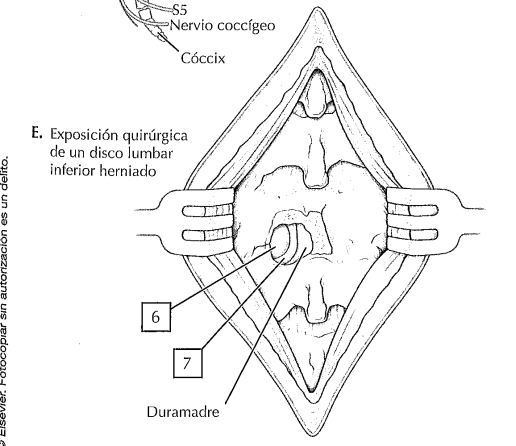 S5
Nervio coccígeo
Cóccix
E. Exposición quirúrgica
de un disco lumbar
inferior herniado
6
7
Duramadre
© Elsevier. Fotocopiar sin autorización es un delito.